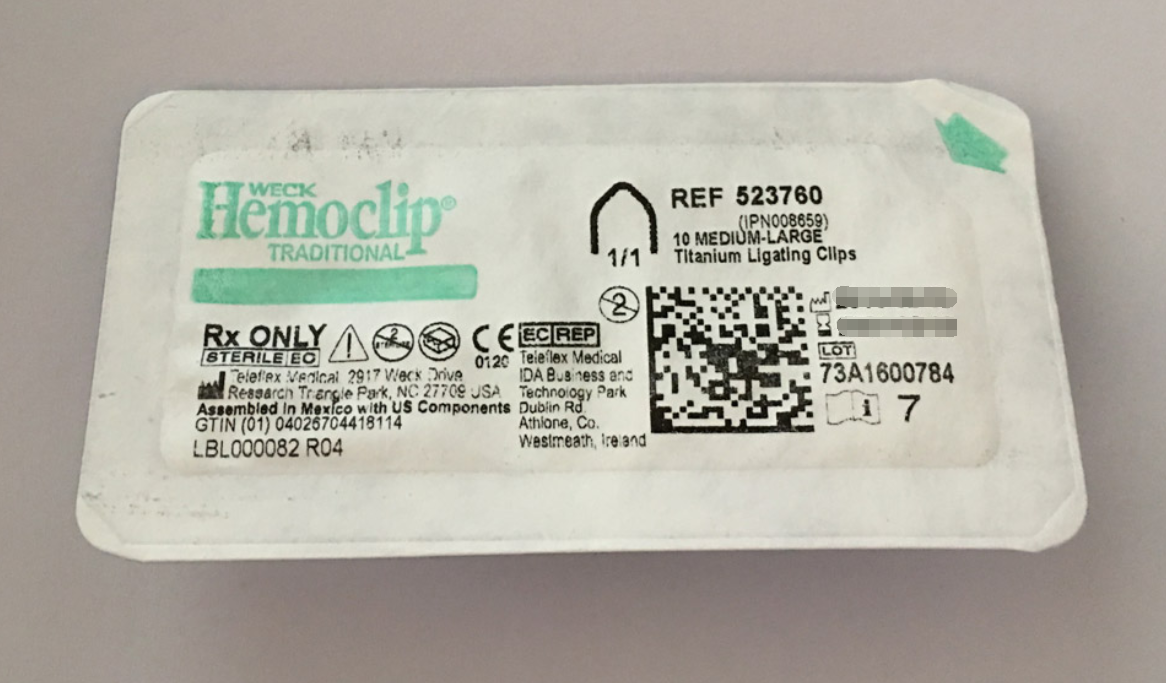 WECK
Hemoclip®
TRADITIONAL
1/1
REF 523760
(IPN008659)
10 MEDIUM-LARGE
Titanium Ligating Clips
2
Rx ONLY
STERILE EO
2
STERILIZE
CE
0120
Teleflex Medical, 2917 Weck Drive
Research Triangle Park, NC 27709 USA
Assembled in Mexico with US Components
GTIN (01) 04026704418114
LBL000082 R04
EC REP
Teleflex Medical
IDA Business and
Technology Park
Dublin Rd.
Athlone, Co.
Westmeath, Ireland
LOT
73A1600784
i 7